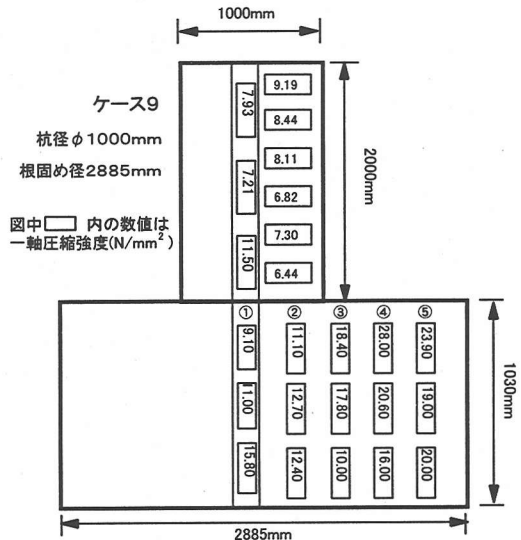 1000mm
ケース9
杭径φ1000mm
根固め径2885mm
図中 内の数値は
一軸圧縮強度(N/mm²)
7.93
7.21
11.50
9.19
8.44
8.11
6.82
7.30
6.44
2000mm
① ② ③ ④ ⑤
9.10 11.10 18.40 28.00 23.90
11.00 12.70 17.80 20.60 19.00
15.80 12.40 10.00 16.00 20.00
1030mm
2885mm